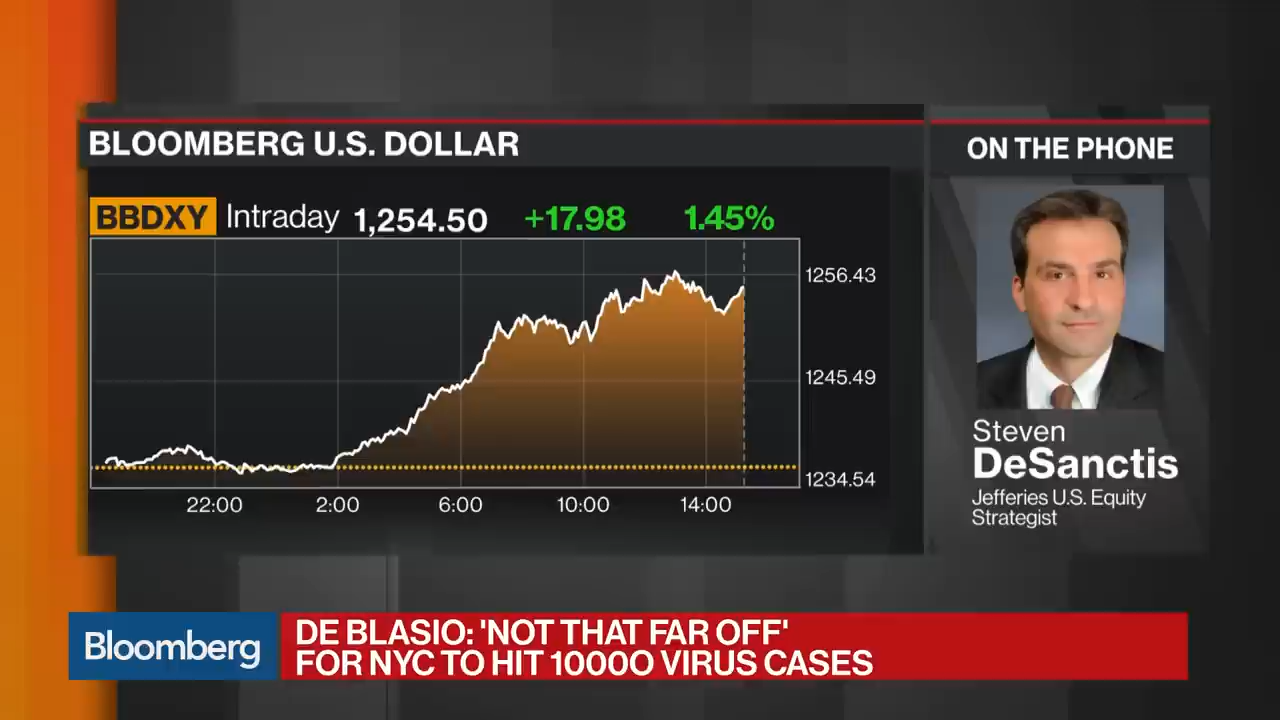 BLOOMBERG U.S. DOLLAR
BBDXY Intraday 1,254.50 +17.98 1.45%
1256.43
1245.49
1234.54
22:00 2:00 6:00 10:00 14:00
ON THE PHONE
Steven
DeSanctis
Jefferies U.S. Equity
Strategist
Bloomberg
DE BLASIO: 'NOT THAT FAR OFF'
FOR NYC TO HIT 1000O VIRUS CASES